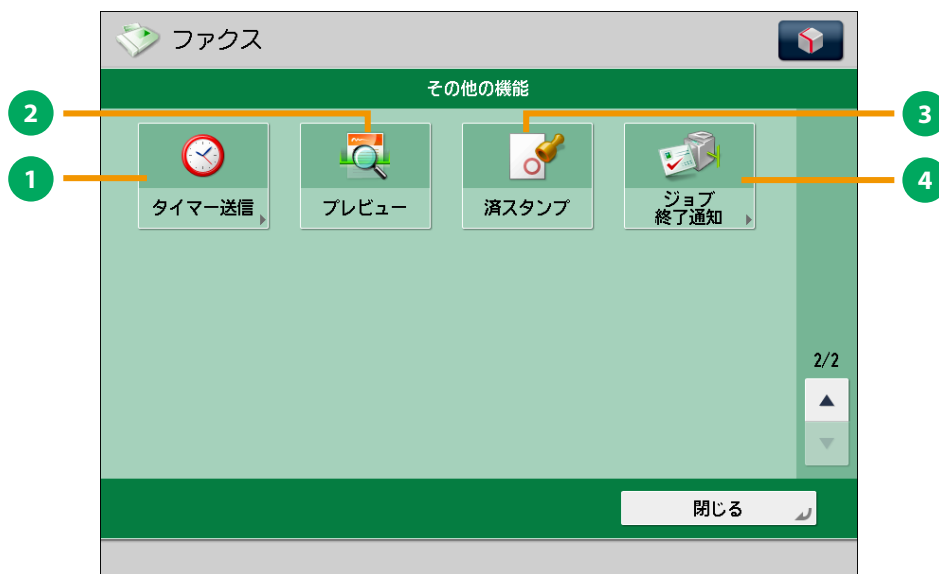 ファクス
その他の機能
2
3
1
4
タイマー送信
プレビュー
済スタンプ
ジョブ
終了通知
2/2
閉じる